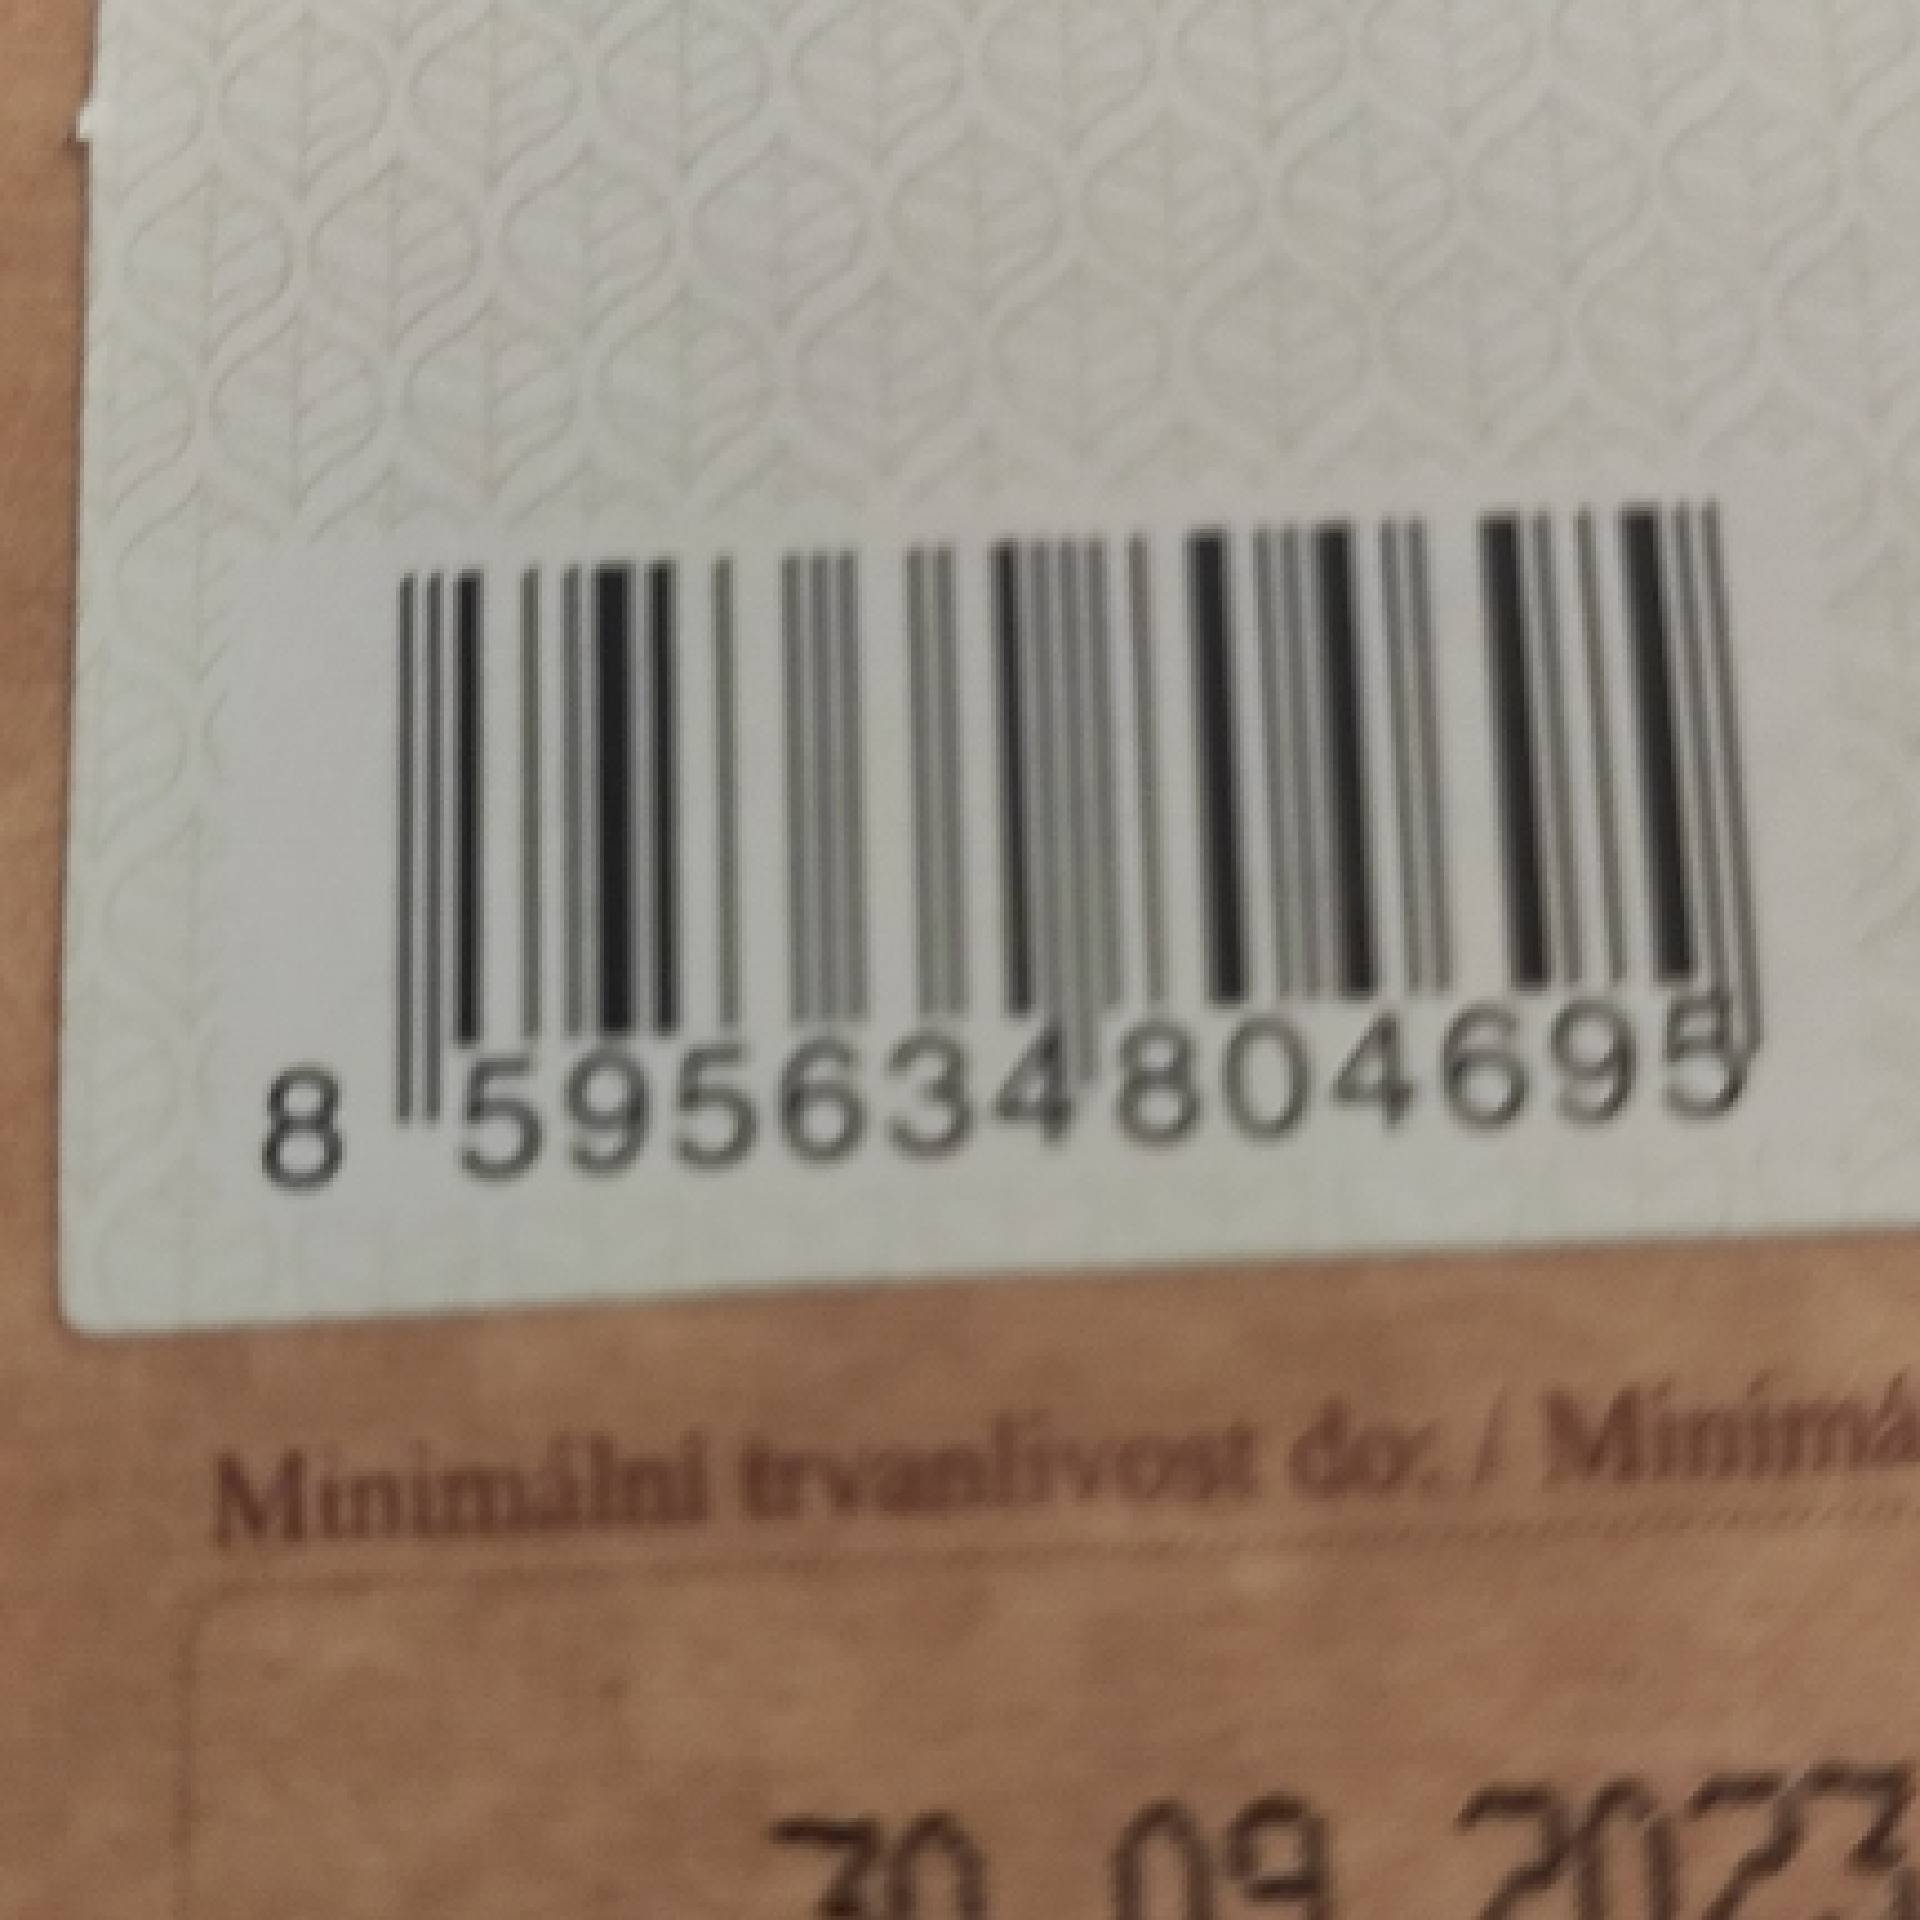 8 595634 804695
Minimální trvanlivost do: / Minimá
30 09 2023